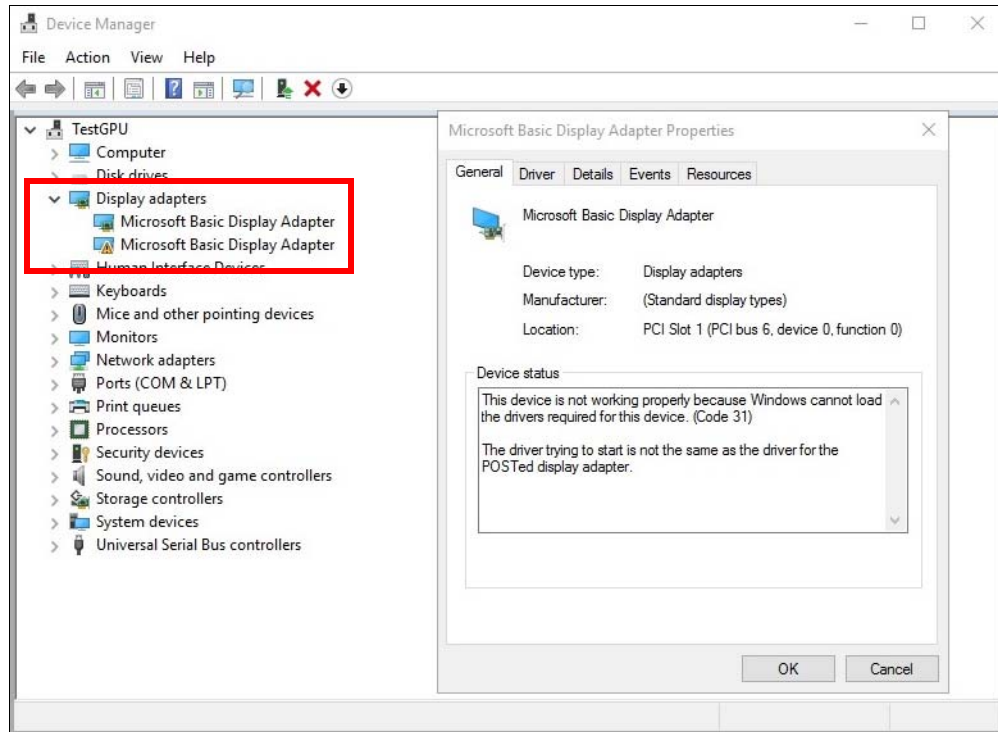 Device Manager
File Action View Help
TestGPU
Computer
Disk drives
Display adapters
Microsoft Basic Display Adapter
Microsoft Basic Display Adapter
Human Interface Devices
Keyboards
Mice and other pointing devices
Monitors
Network adapters
Ports (COM & LPT)
Print queues
Processors
Security devices
Sound, video and game controllers
Storage controllers
System devices
Universal Serial Bus controllers
Microsoft Basic Display Adapter Properties
General Driver Details Events Resources
Microsoft Basic Display Adapter
Device type: Display adapters
Manufacturer: (Standard display types)
Location: PCI Slot 1 (PCI bus 6, device 0, function 0)
Device status
This device is not working properly because Windows cannot load
the drivers required for this device. (Code 31)
The driver trying to start is not the same as the driver for the
POSTed display adapter.
OK Cancel